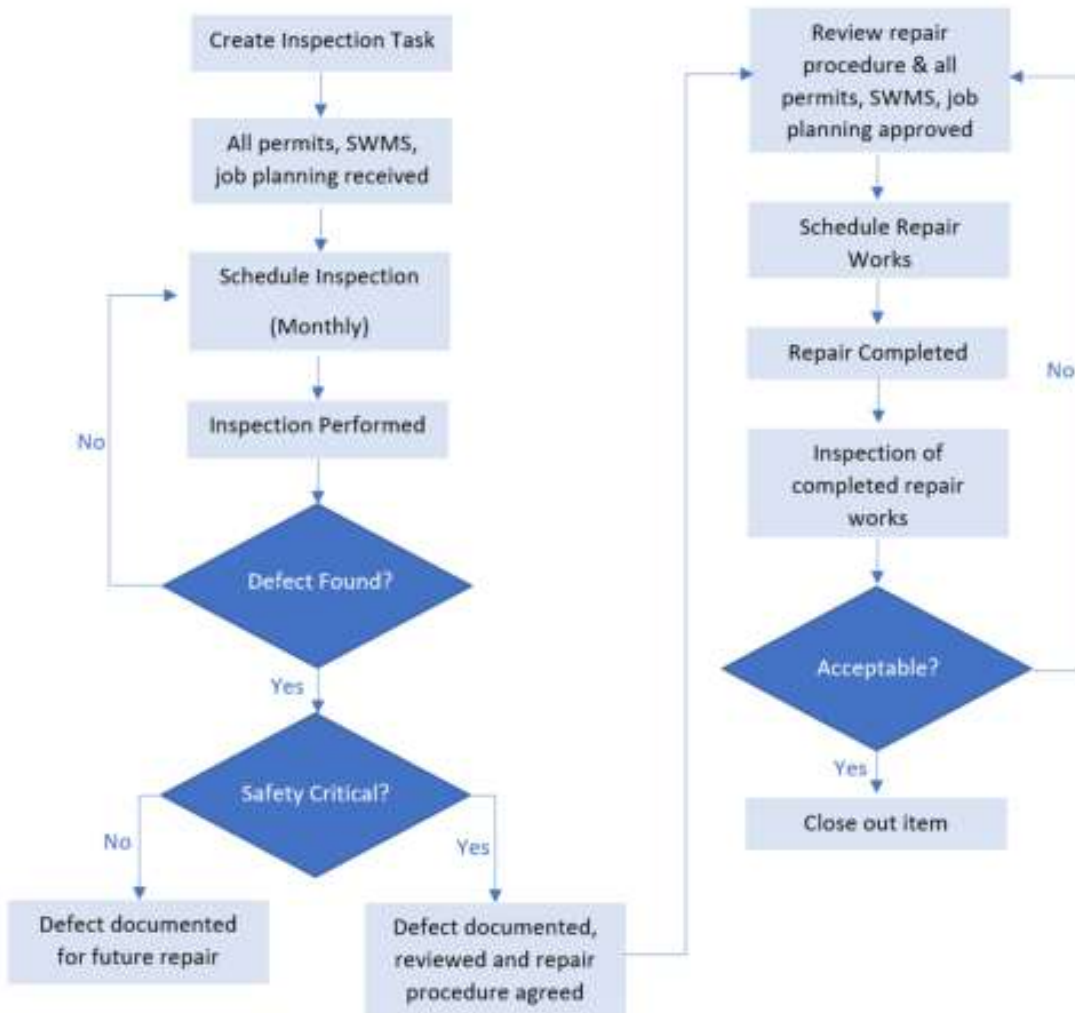 Create Inspection Task
All permits, SWMS,
job planning received
Schedule Inspection
(Monthly)
Inspection Performed
No
Defect Found?
Yes
Safety Critical?
No
Yes
Defect documented
for future repair
Defect documented,
reviewed and repair
procedure agreed
Review repair
procedure & all
permits, SWMS, job
planning approved
Schedule Repair
Works
Repair Completed
No
Inspection of
completed repair
works
Acceptable?
Yes
Close out item